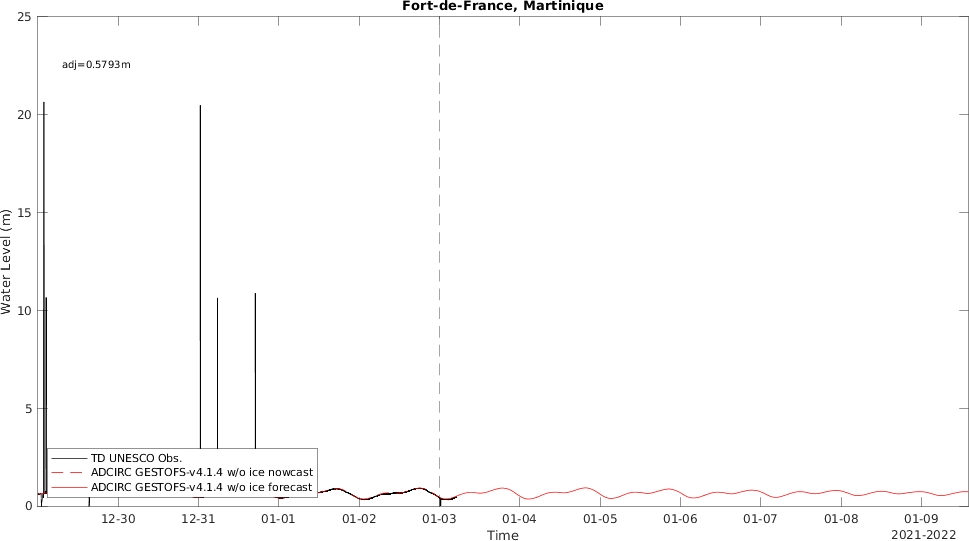 Fort-de-France, Martinique
25
adj=0.5793m
20
15
Water Level (m)
10
5
TD UNESCO Obs.
ADCIRC GESTOFS-v4.1.4 w/o ice nowcast
ADCIRC GESTOFS-v4.1.4 w/o ice forecast
0
12-30 12-31 01-01 01-02 01-03 01-04 01-05 01-06 01-07 01-08 01-09
Time
2021-2022